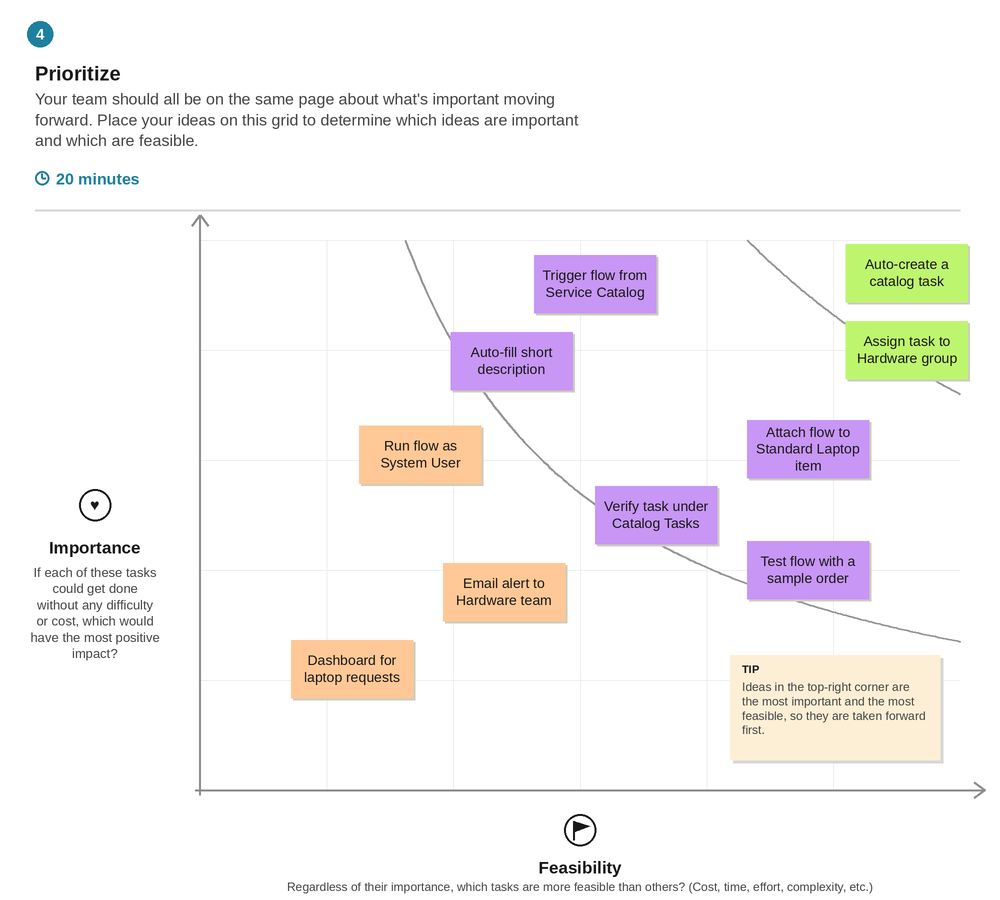 4
Prioritize
Your team should all be on the same page about what's important moving
forward. Place your ideas on this grid to determine which ideas are important
and which are feasible.
20 minutes
Auto-create a
catalog task
Trigger flow from
Service Catalog
Assign task to
Hardware group
Auto-fill short
description
Attach flow to
Standard Laptop
item
Run flow as
System User
Verify task under
Catalog Tasks
Test flow with a
sample order
Email alert to
Hardware team
Dashboard for
laptop requests
Importance
If each of these tasks
could get done
without any difficulty
or cost, which would
have the most positive
impact?
TIP
Ideas in the top-right corner are
the most important and the most
feasible, so they are taken forward
first.
Feasibility
Regardless of their importance, which tasks are more feasible than others? (Cost, time, effort, complexity, etc.)